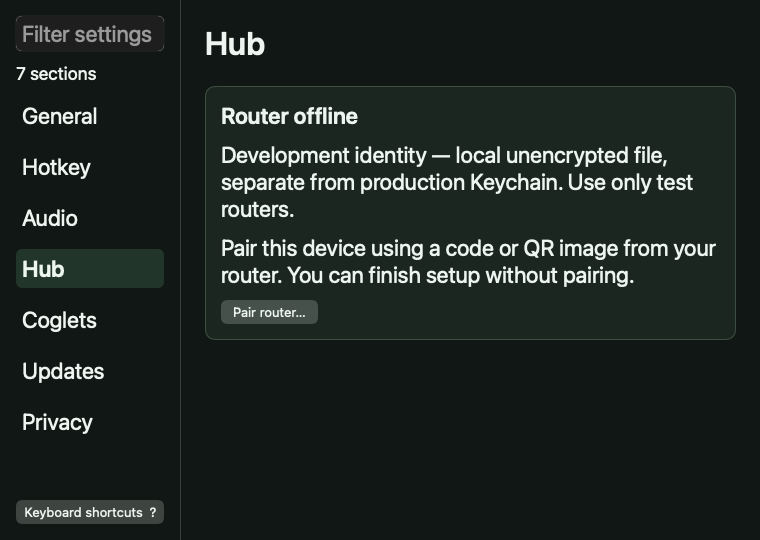 Filter settings
7 sections
General
Hotkey
Audio
Hub
Coglets
Updates
Privacy
Keyboard shortcuts ?
Hub
Router offline
Development identity — local unencrypted file,
separate from production Keychain. Use only test
routers.
Pair this device using a code or QR image from your
router. You can finish setup without pairing.
Pair router...